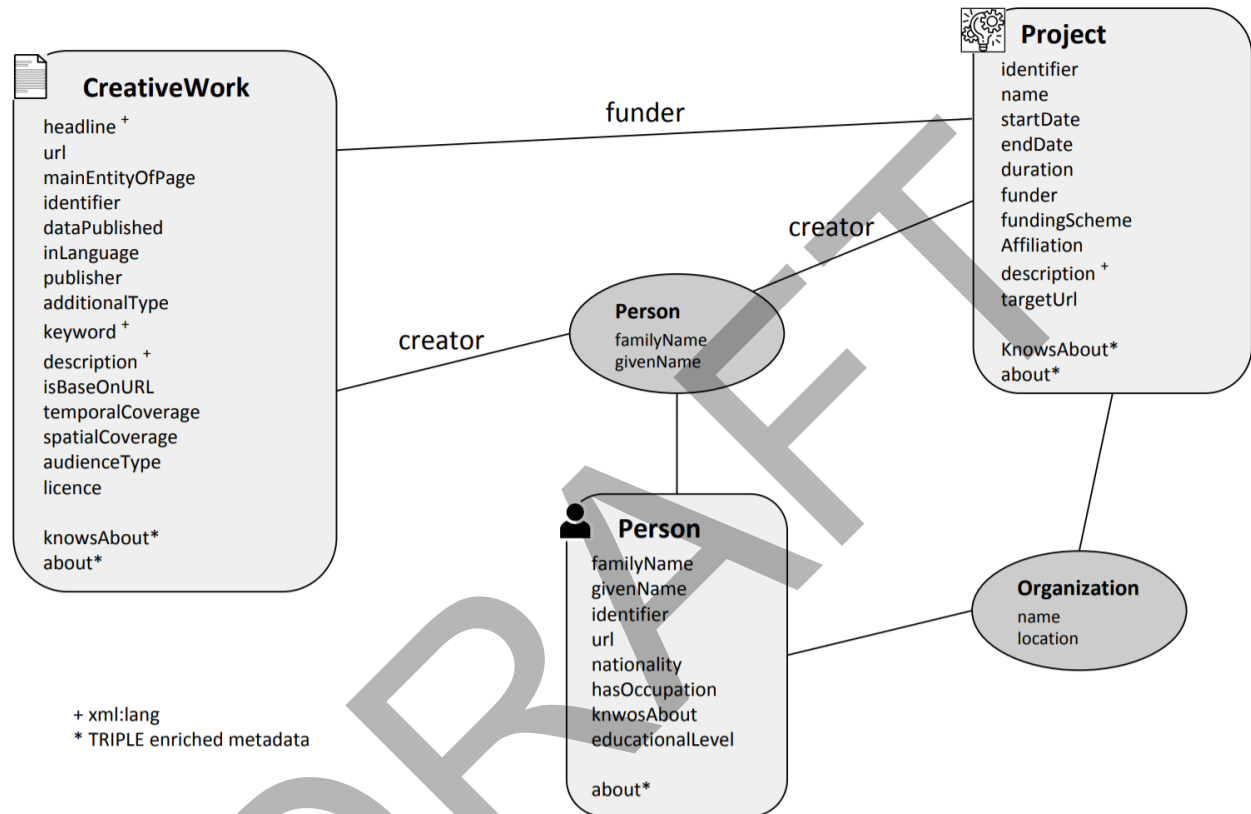 CreativeWork
headline +
url
mainEntityOfPage
identifier
dataPublished
inLanguage
publisher
additionalType
keyword +
description +
isBaseOnURL
temporalCoverage
spatialCoverage
audienceType
licence
knowsAbout*
about*
funder
creator
creator
Project
identifier
name
startDate
endDate
duration
funder
fundingScheme
Affiliation
description +
targetUrl
KnowsAbout*
about*
Person
familyName
givenName
Person
familyName
givenName
identifier
url
nationality
hasOccupation
knwosAbout
educationalLevel
about*
Organization
name
location
+ xml:lang
* TRIPLE enriched metadata
DRAFT